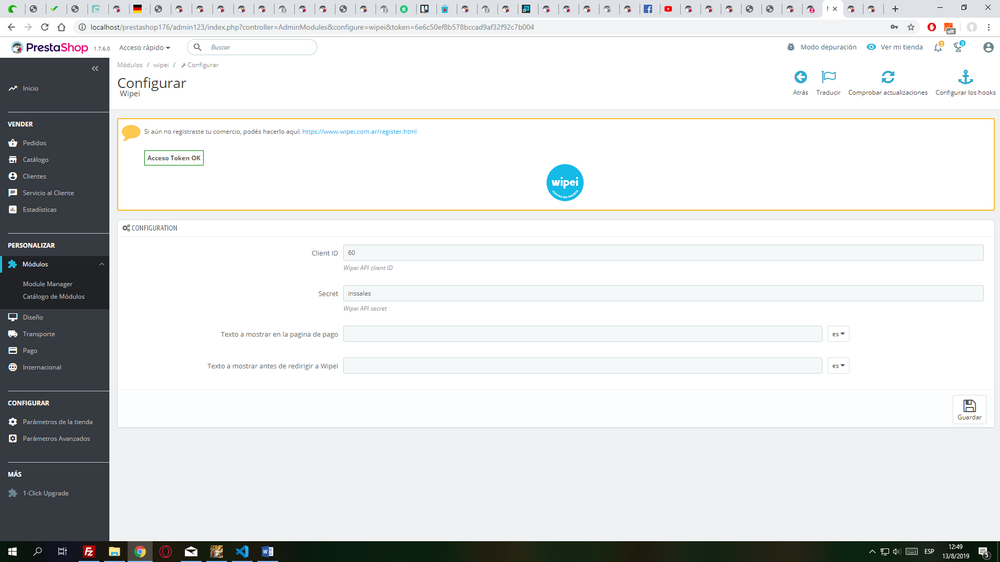 localhost/prestashop176/admin123/index.php?controller=AdminModules&configure=wipei&token=6e6c50ef8b578bccad9af32f92c7b004
off
PrestaShop 1.7.6.0 Acceso rápido Buscar Modo depuración Ver mi tienda 2 3
Módulos / wipei / Configurar
Configurar
Wipei
Atrás Traducir Comprobar actualizaciones Configurar los hooks
Inicio
VENDER
Pedidos
Catálogo
Clientes
Servicio al Cliente
Estadísticas
PERSONALIZAR
Módulos
Module Manager
Catálogo de Módulos
Diseño
Transporte
Pago
Internacional
CONFIGURAR
Parámetros de la tienda
Parámetros Avanzados
MÁS
1-Click Upgrade
Si aún no registraste tu comercio, podés hacerlo aquí: https://www.wipei.com.ar/register.html
Acceso Token OK
wipei
CUOTAS SIN TARJETA
CONFIGURATION
Client ID 60
Wipei API client ID
Secret inssales
Wipei API secret
Texto a mostrar en la pagina de pago es
Texto a mostrar antes de redirigir a Wipei es
Guardar
ESP
12:49
13/8/2019
5